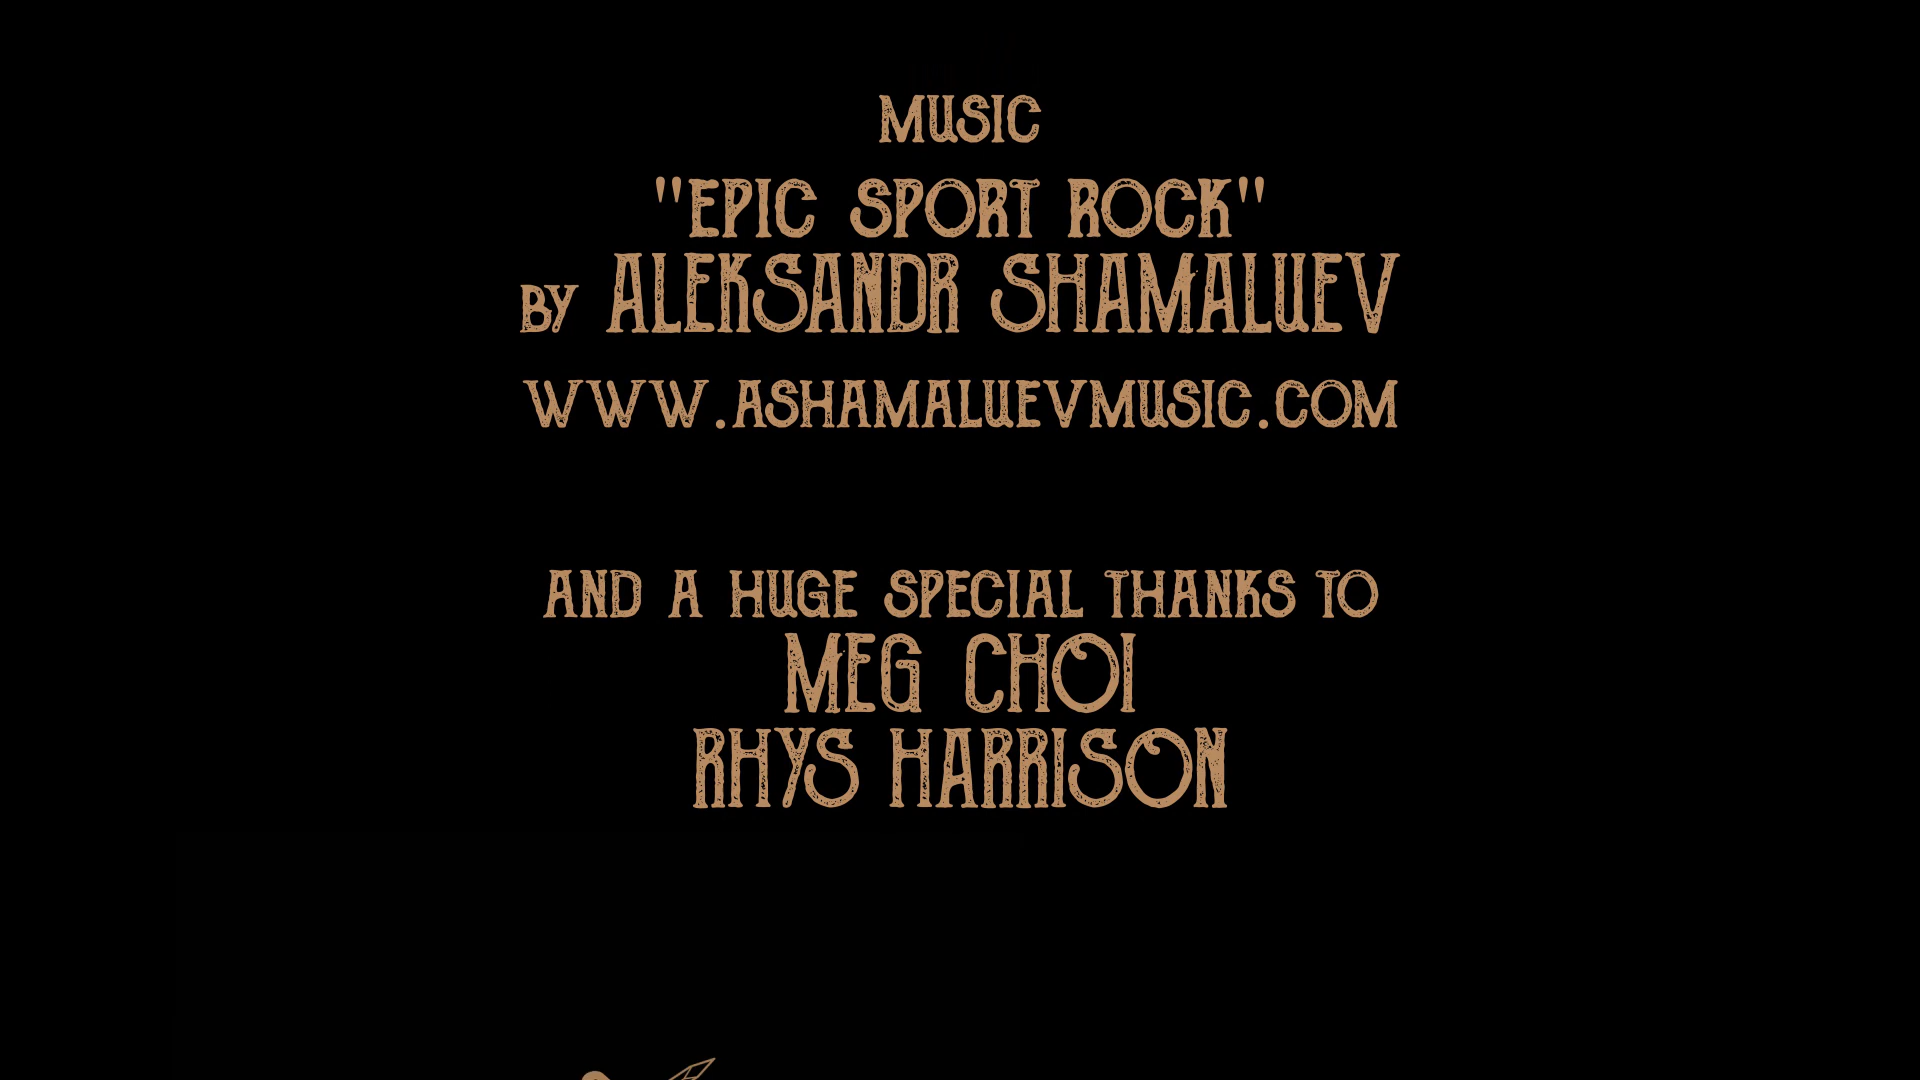 MUSIC
"EPIC SPORT ROCK"
BY ALEKSANDR SHAMALUEV
WWW.ASHAMALUEVMUSIC.COM
AND A HUGE SPECIAL THANKS TO
MEG CHOI
RHYS HARRISON